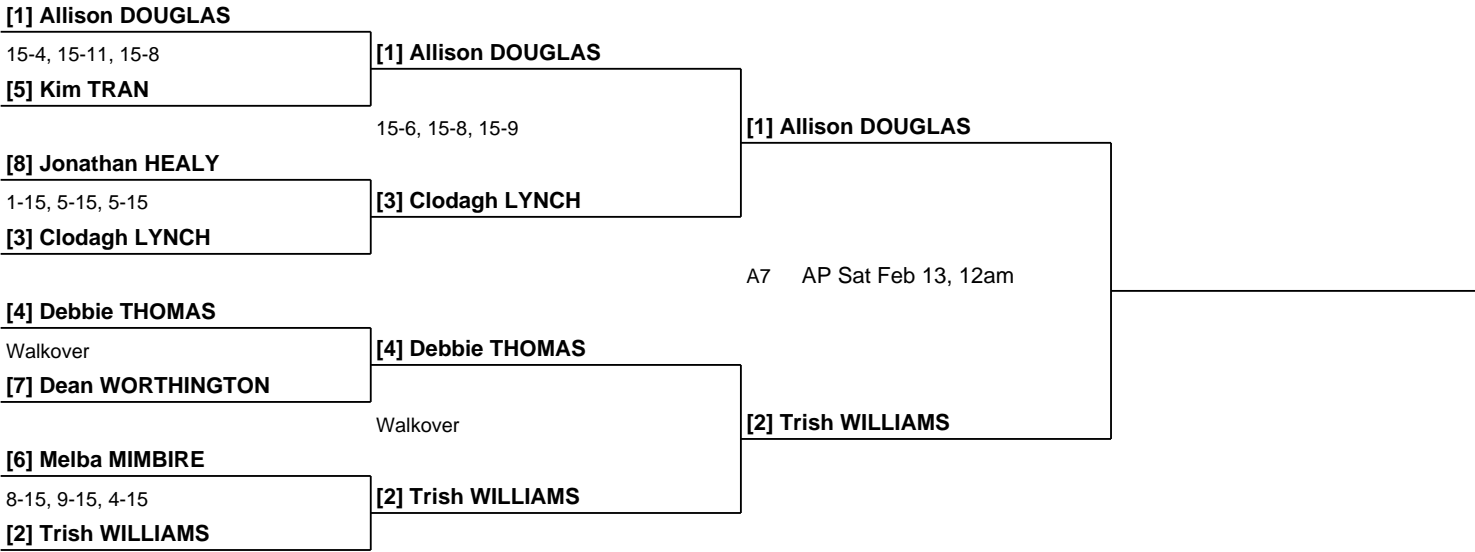 [1] Allison DOUGLAS
15-4, 15-11, 15-8
[1] Allison DOUGLAS
[5] Kim TRAN
15-6, 15-8, 15-9
[1] Allison DOUGLAS
[8] Jonathan HEALY
1-15, 5-15, 5-15
[3] Clodagh LYNCH
[3] Clodagh LYNCH
A7 AP Sat Feb 13, 12am
[4] Debbie THOMAS
Walkover
[4] Debbie THOMAS
[7] Dean WORTHINGTON
Walkover
[2] Trish WILLIAMS
[6] Melba MIMBIRE
8-15, 9-15, 4-15
[2] Trish WILLIAMS
[2] Trish WILLIAMS